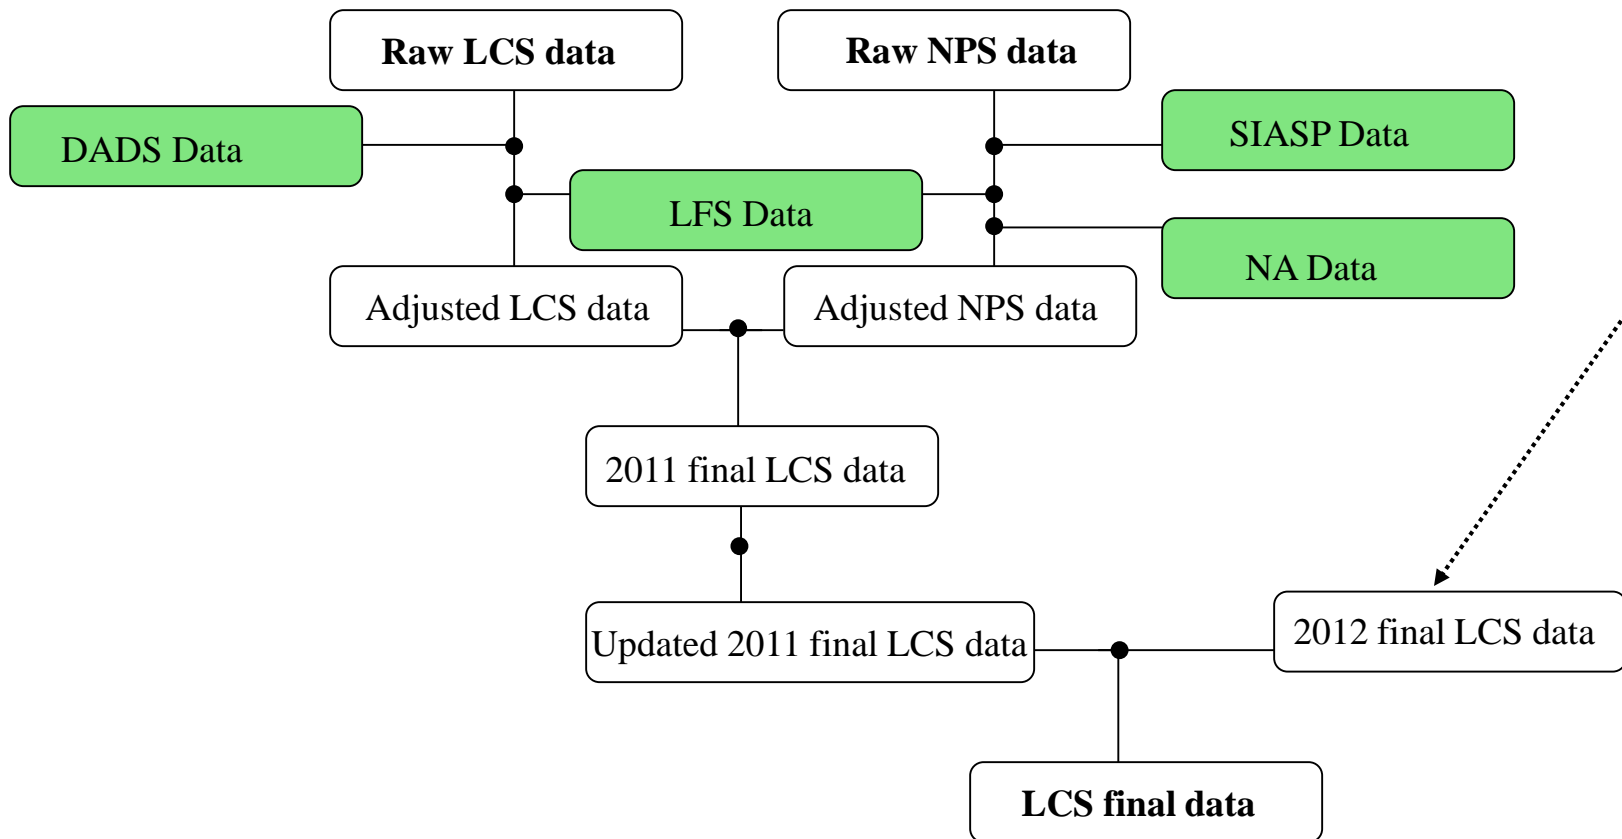 Raw LCS data
Raw NPS data
DADS Data
SIASP Data
LFS Data
NA Data
Adjusted LCS data
Adjusted NPS data
2011 final LCS data
Updated 2011 final LCS data
2012 final LCS data
LCS final data